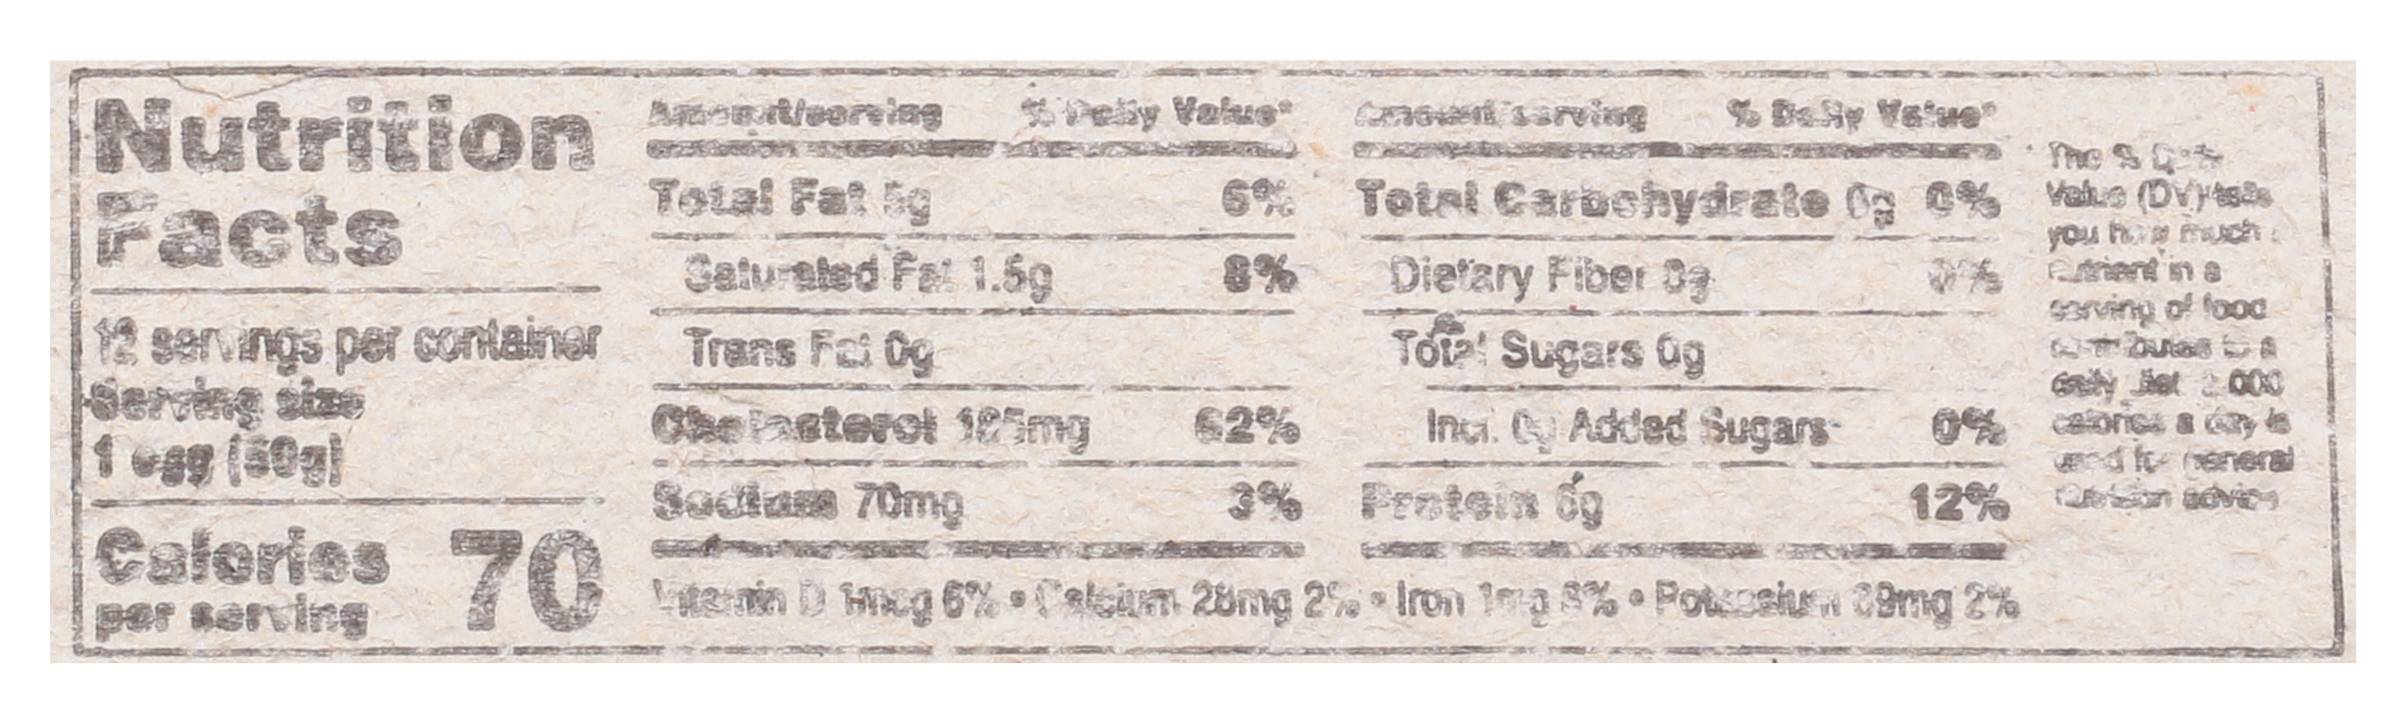 Nutrition
Facts
12 servings per container
Serving size
1 egg (50g)
Calories
per serving
70
Amount/serving % Daily Value*
Total Fat 5g 6%
Saturated Fat 1.5g 8%
Trans Fat 0g
Cholesterol 185mg 62%
Sodium 70mg 3%
Amount/serving % Daily Value*
Total Carbohydrate 0g 0%
Dietary Fiber 0g 0%
Total Sugars 0g
Incl. 0g Added Sugars 0%
Protein 6g 12%
Vitamin D 1mcg 6% • Calcium 28mg 2% • Iron 1mg 8% • Potassium 69mg 2%
The % Daily
Value (DV) tells
you how much a
nutrient in a
serving of food
contributes to a
daily diet. 2,000
calories a day is
used for general
nutrition advice